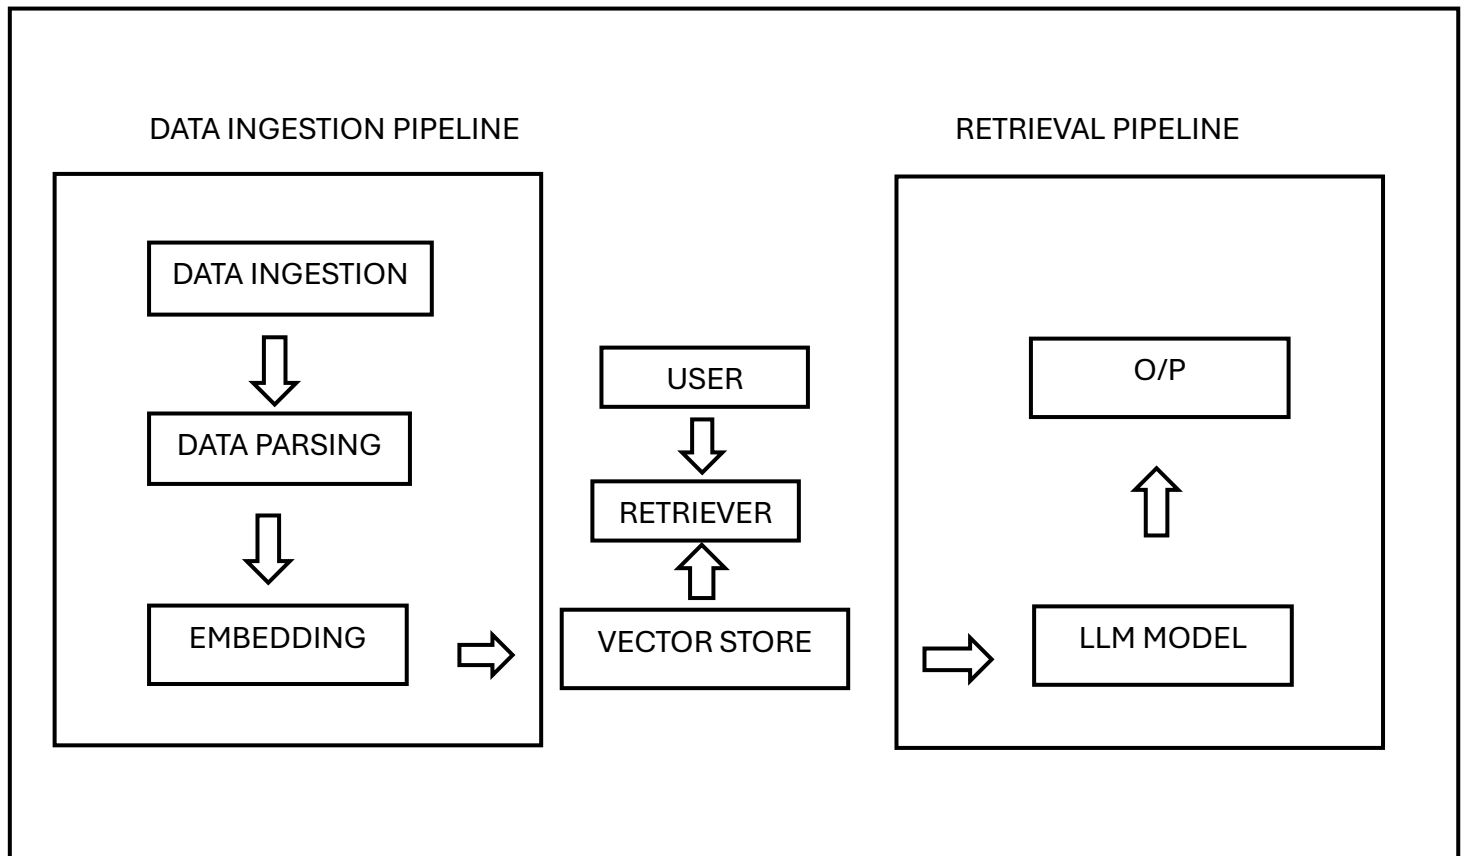 DATA INGESTION PIPELINE
RETRIEVAL PIPELINE
DATA INGESTION
DATA PARSING
EMBEDDING
USER
RETRIEVER
VECTOR STORE
O/P
LLM MODEL